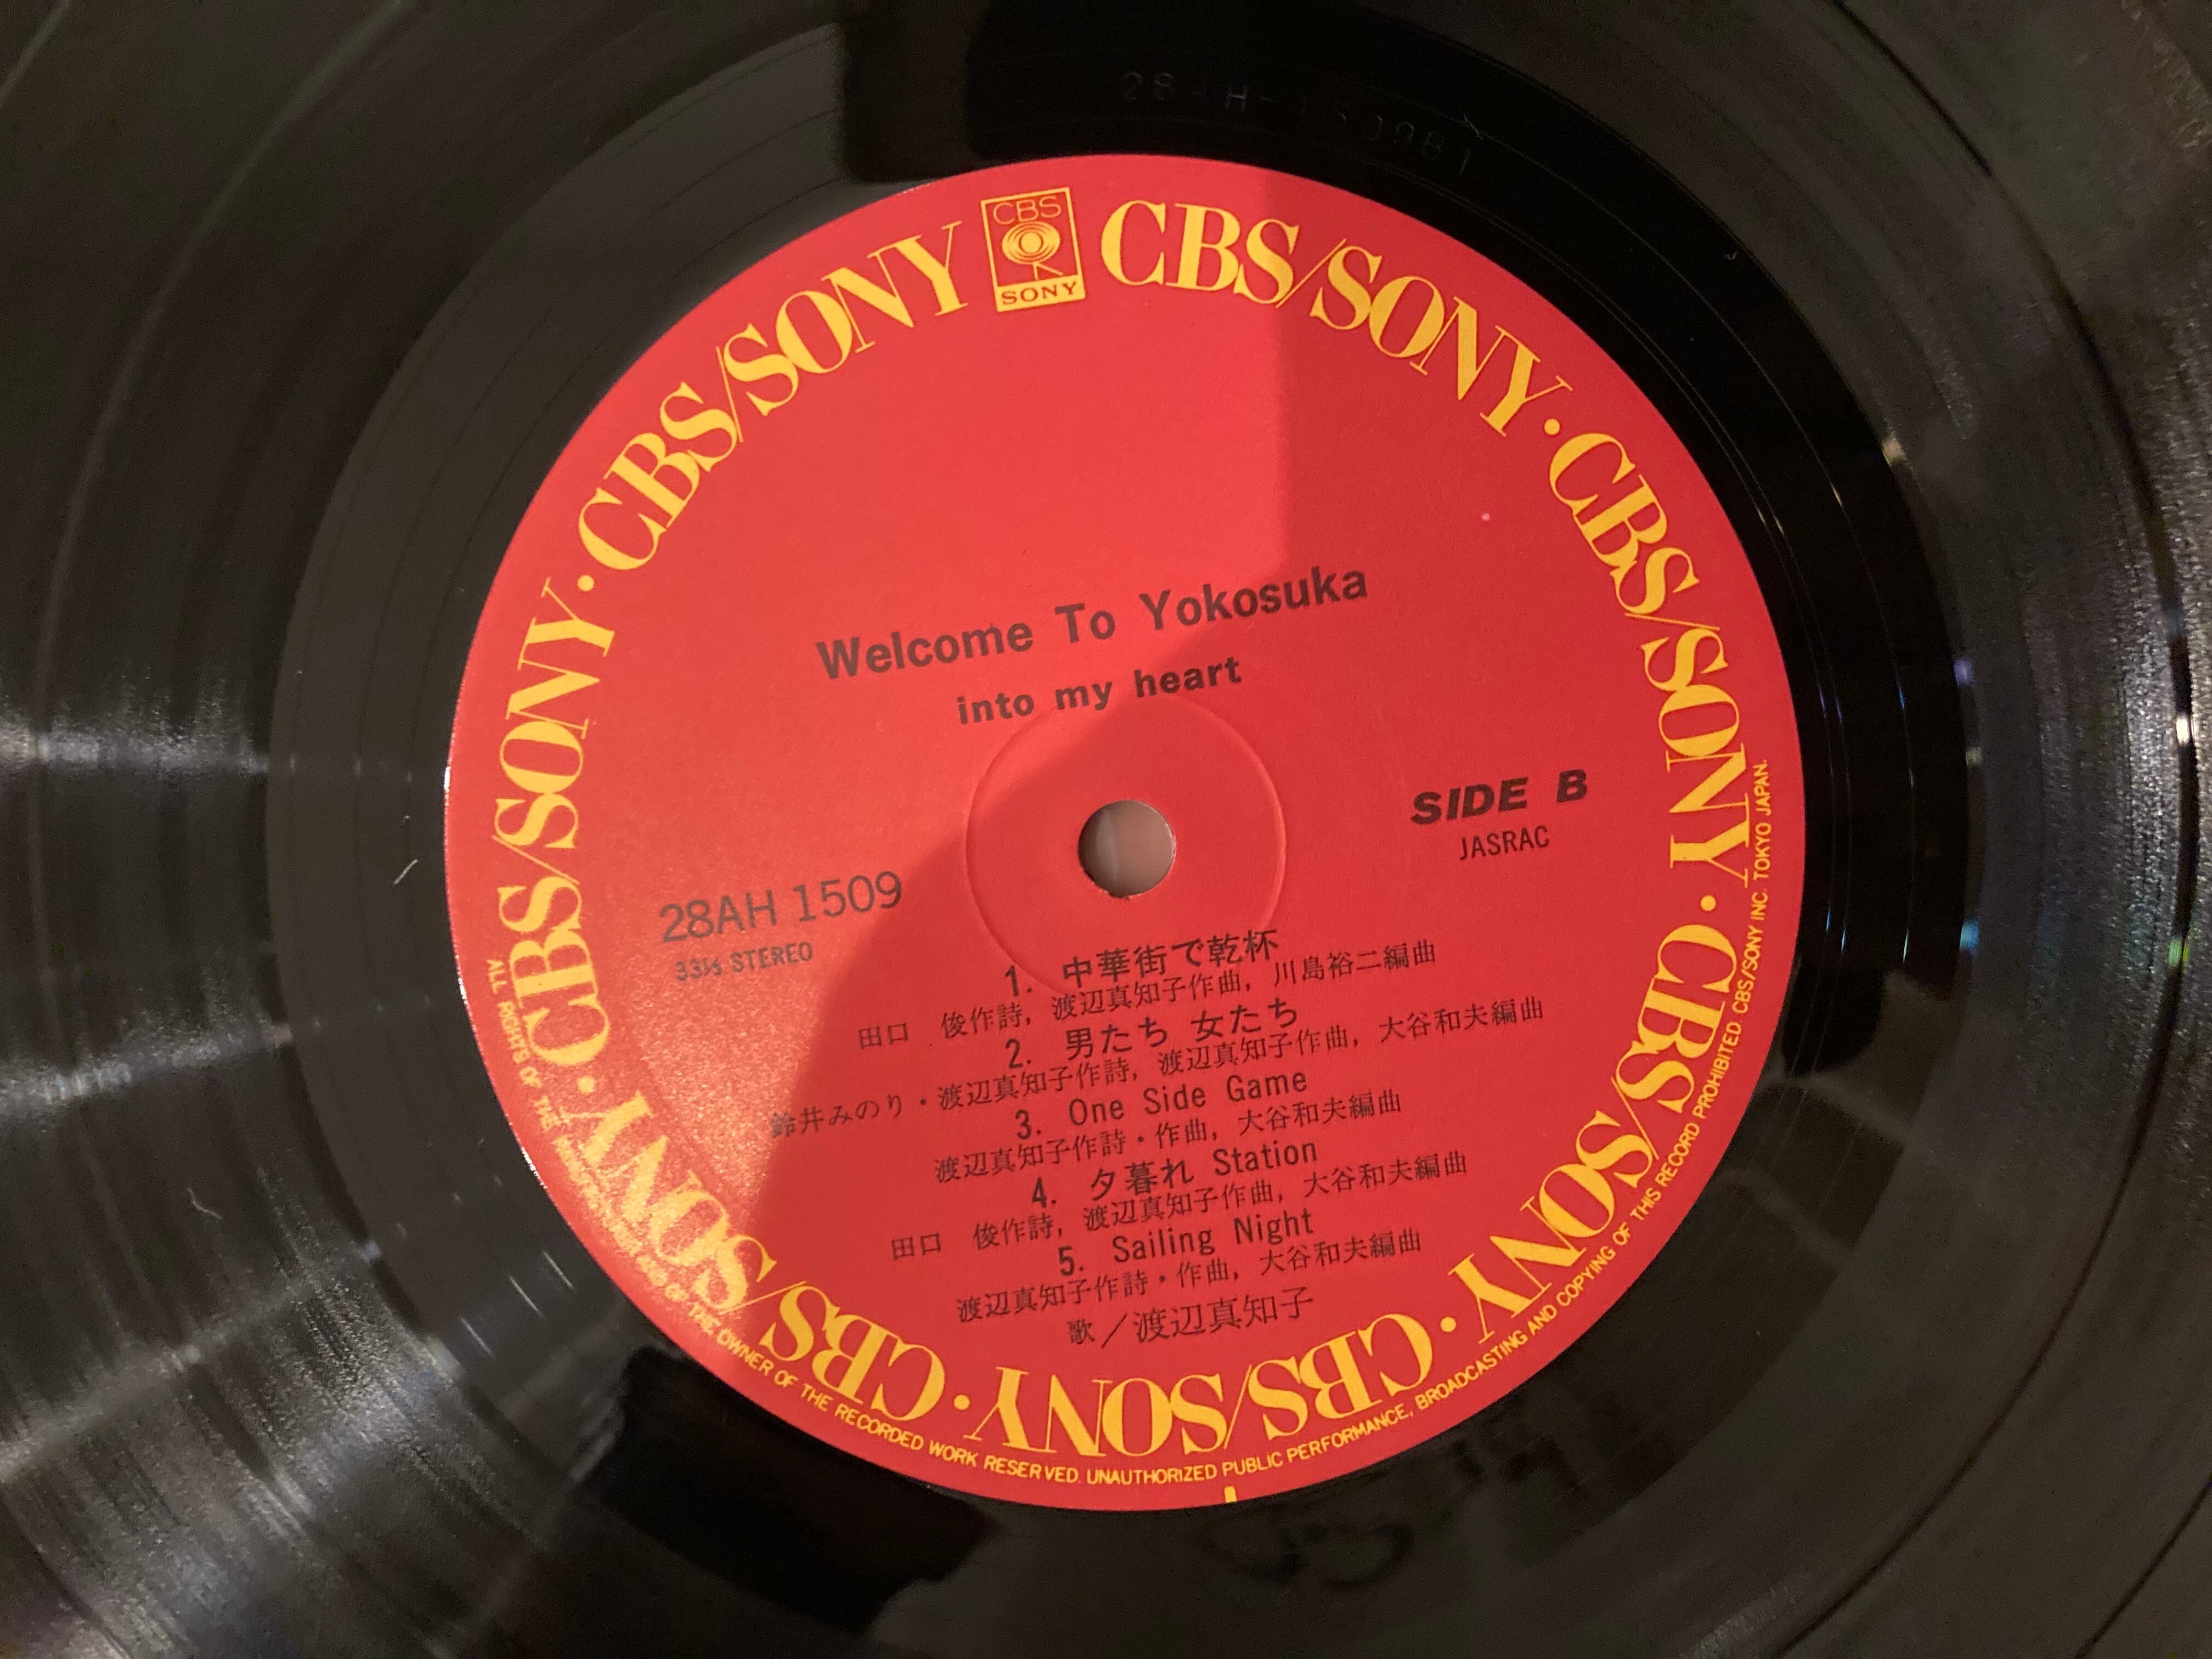 CBS
SONY
CBS/SONY · CBS/SONY · CBS/SONY · CBS/SONY · CBS/SONY · CBS/SONY · CBS/SONY · CBS/SONY
Welcome To Yokosuka
into my heart
SIDE B
JASRAC
28AH 1509
33⅓ STEREO
1. 中華街で乾杯
田口 俊作詩, 渡辺真知子作曲, 川島裕二編曲
2. 男たち 女たち
鈴井みのり・渡辺真知子作詩, 渡辺真知子作曲, 大谷和夫編曲
3. One Side Game
渡辺真知子作詩・作曲, 大谷和夫編曲
4. 夕暮れ Station
田口 俊作詩, 渡辺真知子作曲, 大谷和夫編曲
5. Sailing Night
渡辺真知子作詩・作曲, 大谷和夫編曲
歌／渡辺真知子
ALL RIGHTS OF THE OWNER OF THE RECORDED WORK RESERVED. UNAUTHORIZED PUBLIC PERFORMANCE, BROADCASTING AND COPYING OF THIS RECORD PROHIBITED. CBS/SONY INC. TOKYO JAPAN.